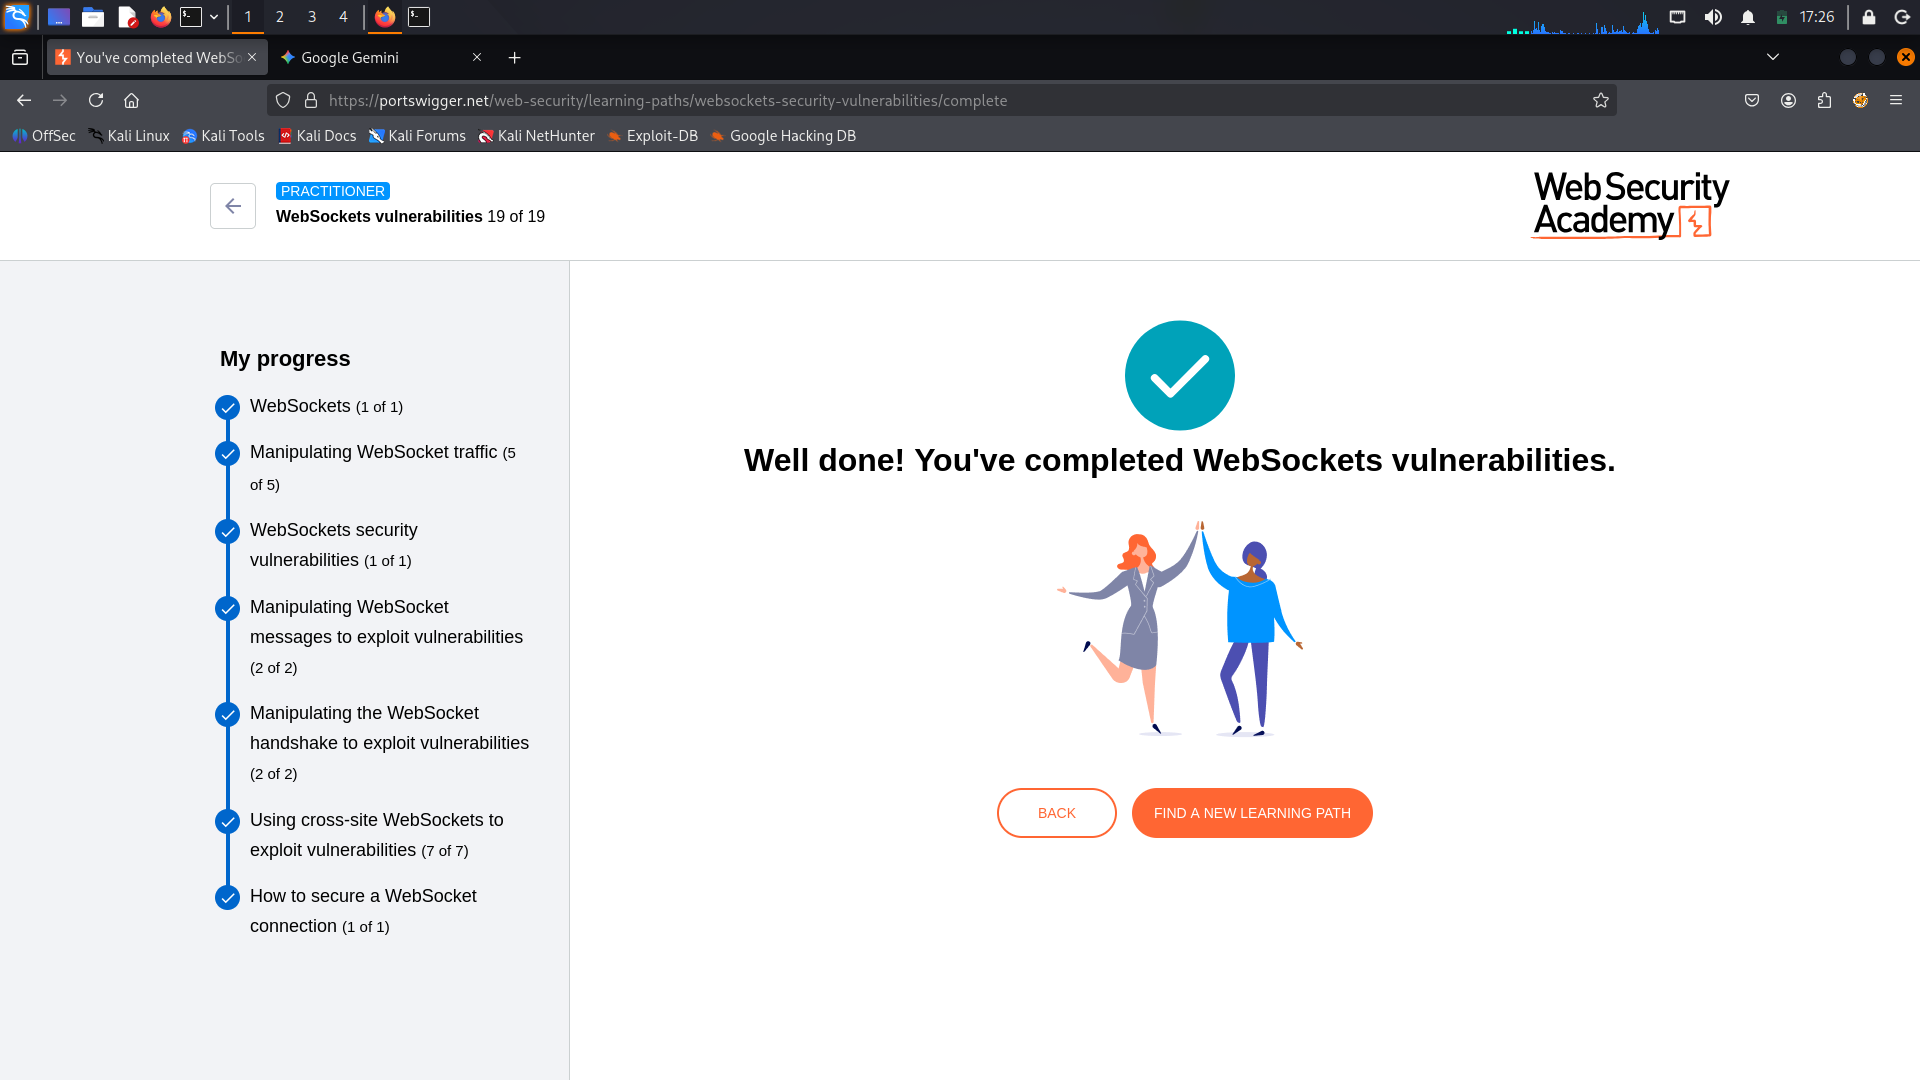 1
2
3
4
17:26
You've completed WebSo
Google Gemini
https://portswigger.net/web-security/learning-paths/websockets-security-vulnerabilities/complete
OffSec
Kali Linux
Kali Tools
Kali Docs
Kali Forums
Kali NetHunter
Exploit-DB
Google Hacking DB
PRACTITIONER
WebSockets vulnerabilities 19 of 19
WebSecurity
Academy
My progress
WebSockets (1 of 1)
Manipulating WebSocket traffic (5
of 5)
WebSockets security
vulnerabilities (1 of 1)
Manipulating WebSocket
messages to exploit vulnerabilities
(2 of 2)
Manipulating the WebSocket
handshake to exploit vulnerabilities
(2 of 2)
Using cross-site WebSockets to
exploit vulnerabilities (7 of 7)
How to secure a WebSocket
connection (1 of 1)
Well done! You've completed WebSockets vulnerabilities.
BACK
FIND A NEW LEARNING PATH